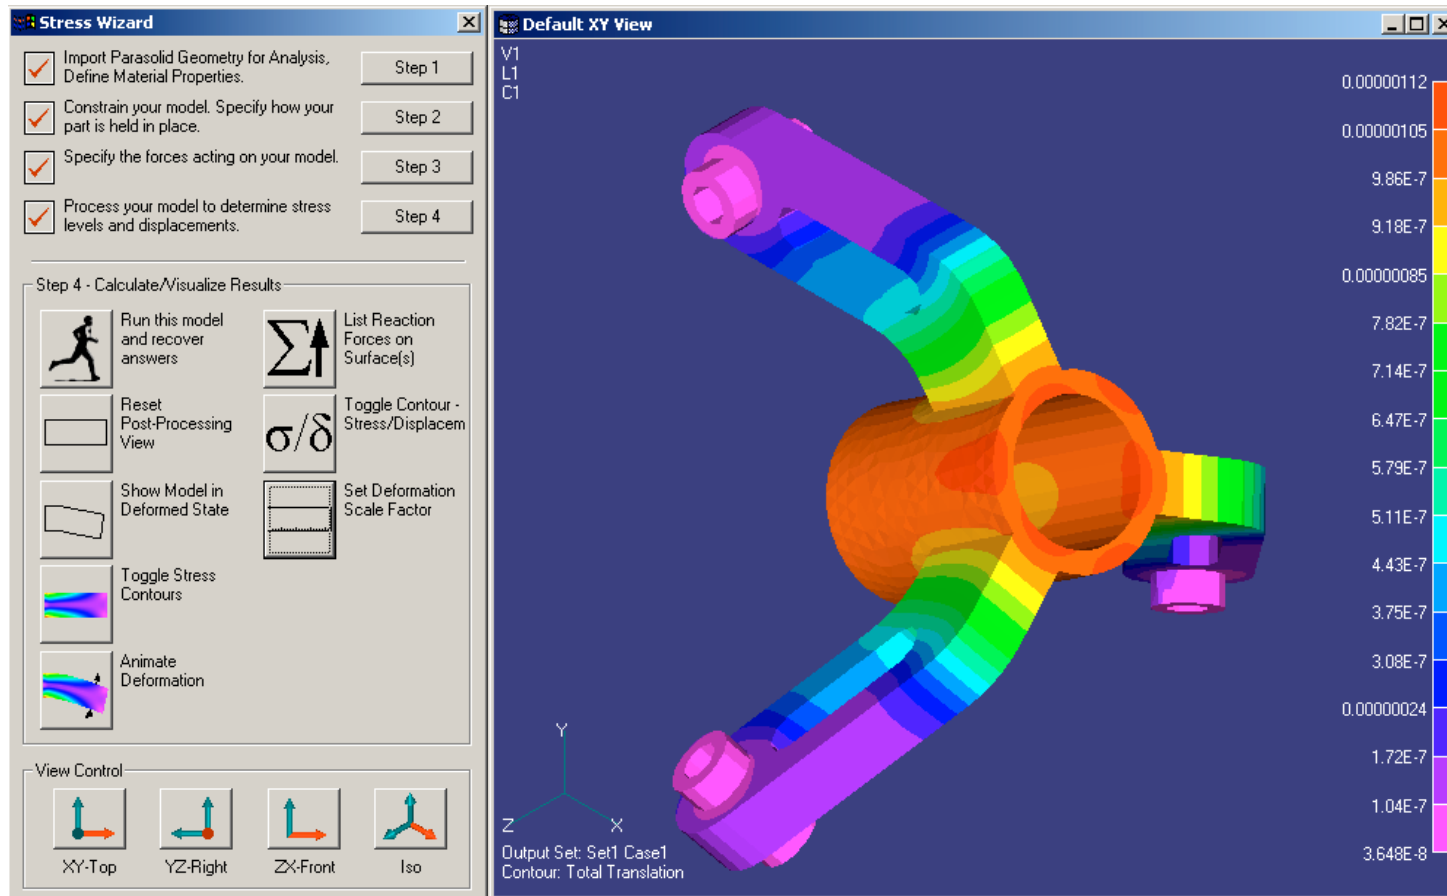 Stress Wizard
Import Parasolid Geometry for Analysis,
Define Material Properties.
Step 1
Constrain your model. Specify how your
part is held in place.
Step 2
Specify the forces acting on your model.
Step 3
Process your model to determine stress
levels and displacements.
Step 4
Step 4 - Calculate/Visualize Results
Run this model
and recover
answers
Σ
List Reaction
Forces on
Surface(s)
Reset
Post-Processing
View
σ/δ
Toggle Contour -
Stress/Displacem
Show Model in
Deformed State
Set Deformation
Scale Factor
Toggle Stress
Contours
Animate
Deformation
View Control
XY-Top
YZ-Right
ZX-Front
Iso
Default XY View
V1
L1
C1
0.00000112
0.00000105
9.86E-7
9.18E-7
0.00000085
7.82E-7
7.14E-7
6.47E-7
5.79E-7
5.11E-7
4.43E-7
3.75E-7
3.08E-7
0.00000024
1.72E-7
1.04E-7
3.648E-8
Y
Z
X
Output Set: Set1 Case1
Contour: Total Translation